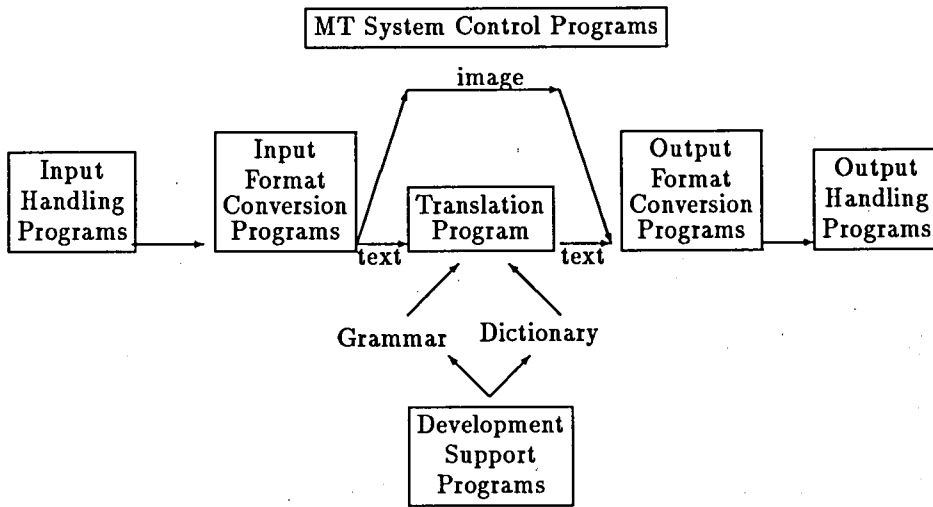 MT System Control Programs
image
Input
Handling
Programs
Input
Format
Conversion
Programs
text
Translation
Program
text
Output
Format
Conversion
Programs
Output
Handling
Programs
Grammar
Dictionary
Development
Support
Programs